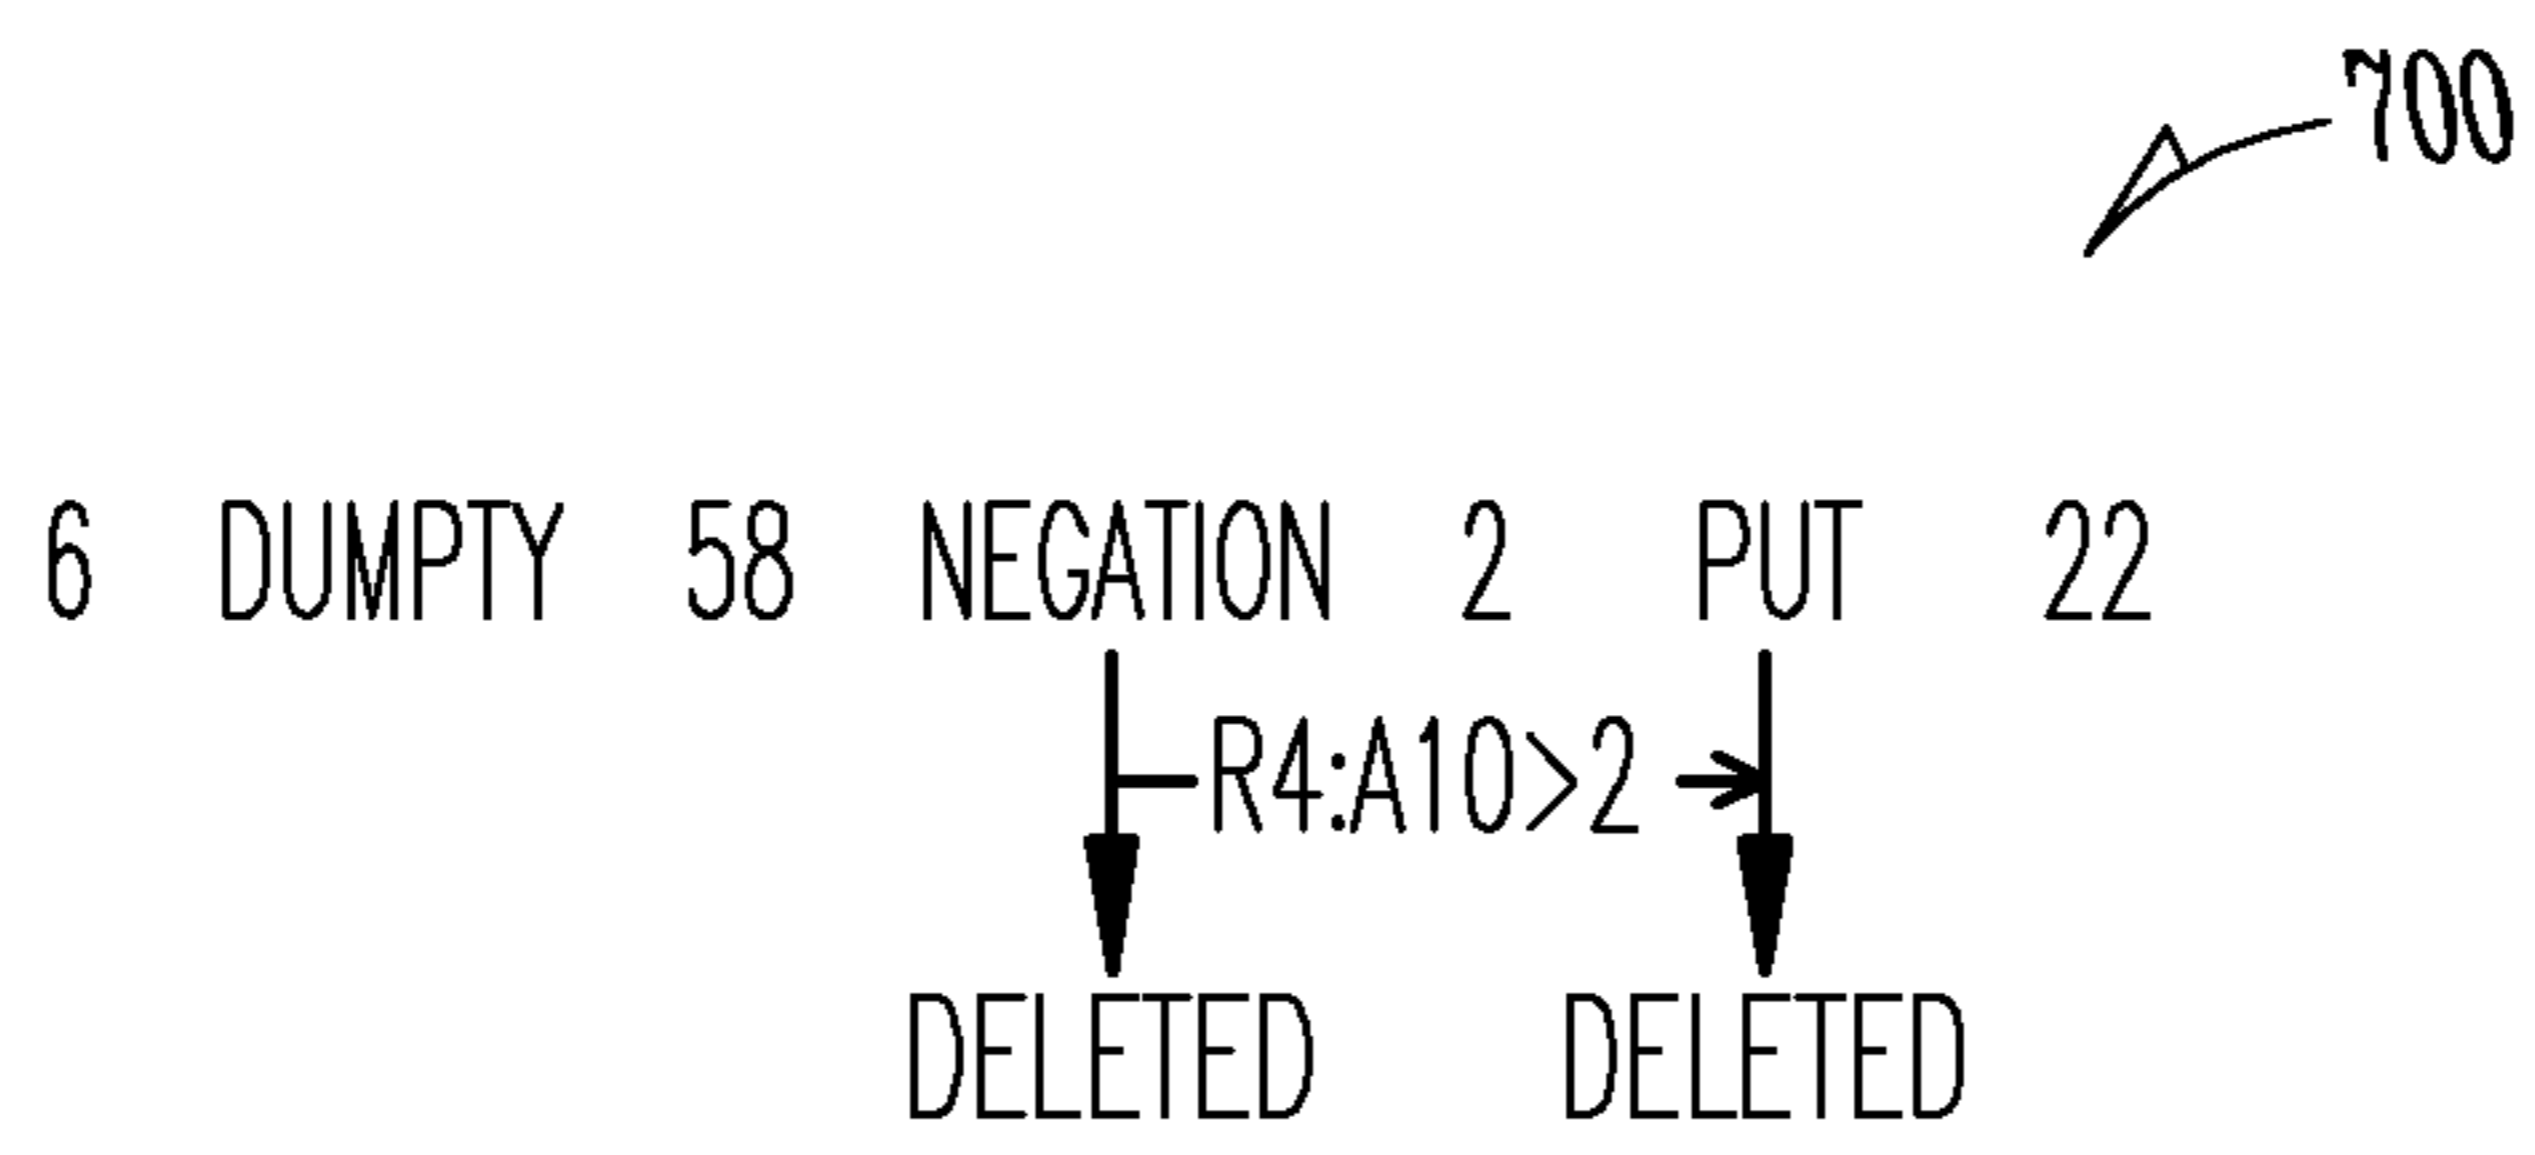 700
6 DUMPTY 58 NEGATION 2 PUT 22
R4:A10>2
DELETED DELETED